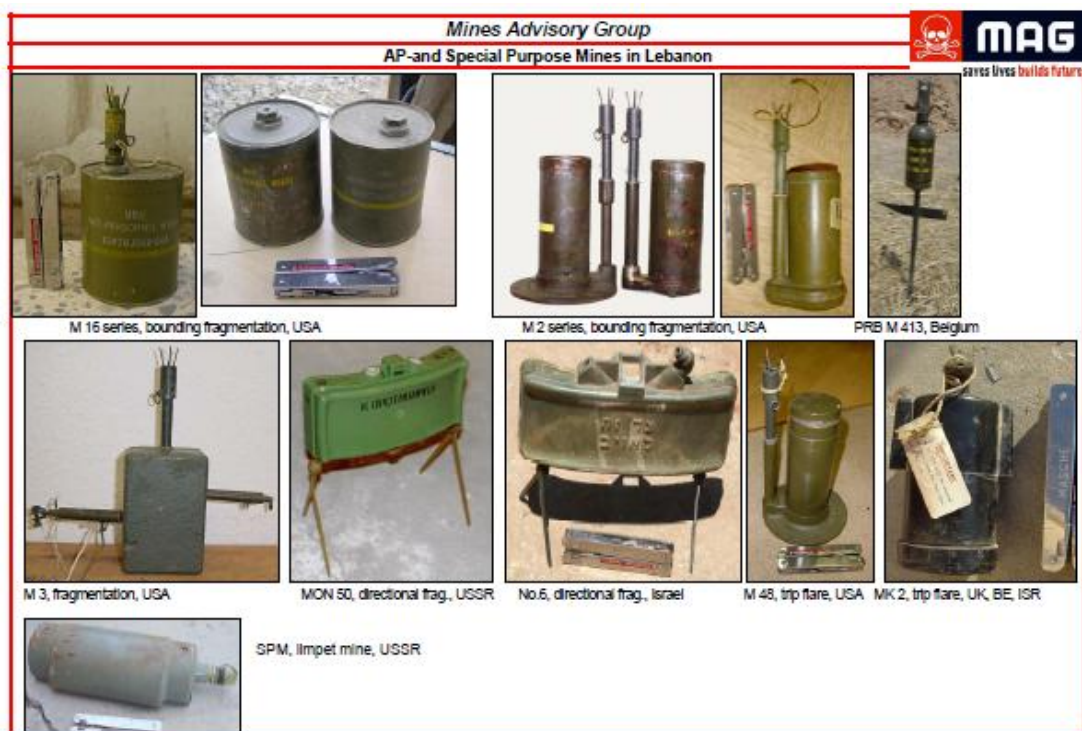 Mines Advisory Group
MAG
AP-and Special Purpose Mines in Lebanon
saves lives builds future
M 16 series, bounding fragmentation, USA
M 2 series, bounding fragmentation, USA
PRB M 413, Belgium
M 3, fragmentation, USA
MON 50, directional frag., USSR
No.6, directional frag., Israel
M 48, trip flare, USA
MK 2, trip flare, UK, BE, ISR
MASCHE
SPM, limpet mine, USSR